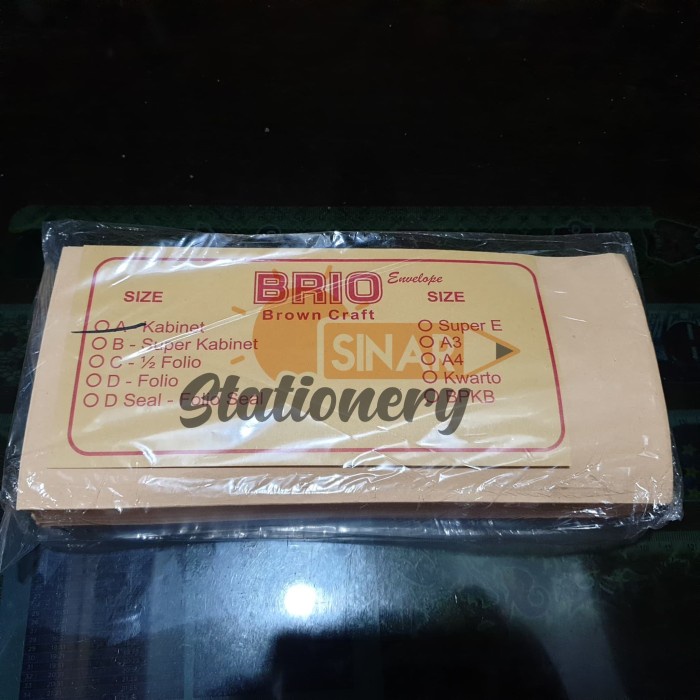 BRIO Envelope
Brown Craft
SIZE
A - Kabinet
B - Super Kabinet
C - ½ Folio
D - Folio
D Seal - Folio Seal
SIZE
Super E
A3
A4
Kwarto
BPKB
SINAR
Stationery